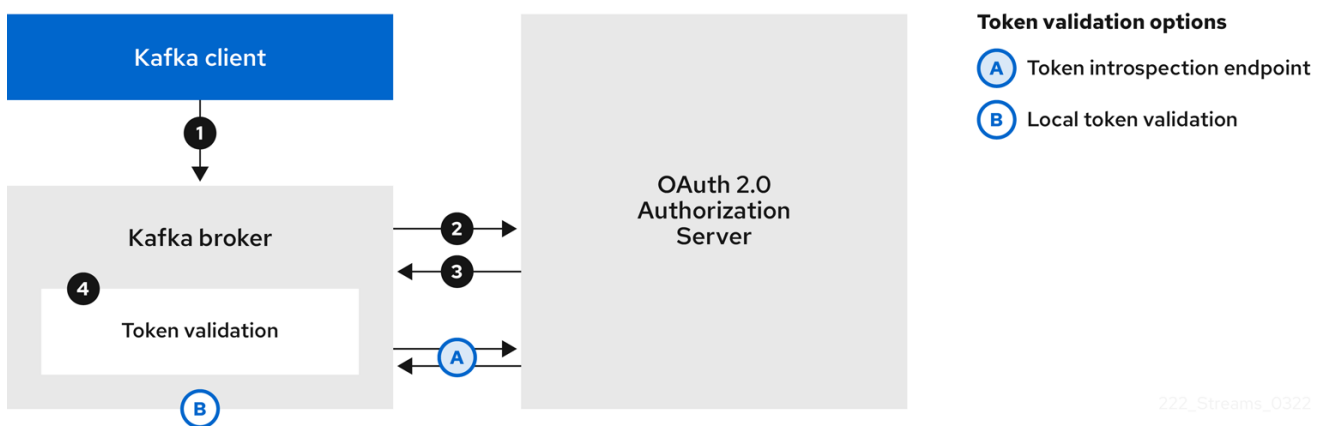 Kafka client
1
Kafka broker
4
Token validation
B
2
3
A
OAuth 2.0
Authorization
Server
Token validation options
A Token introspection endpoint
B Local token validation
222_Streams_0322